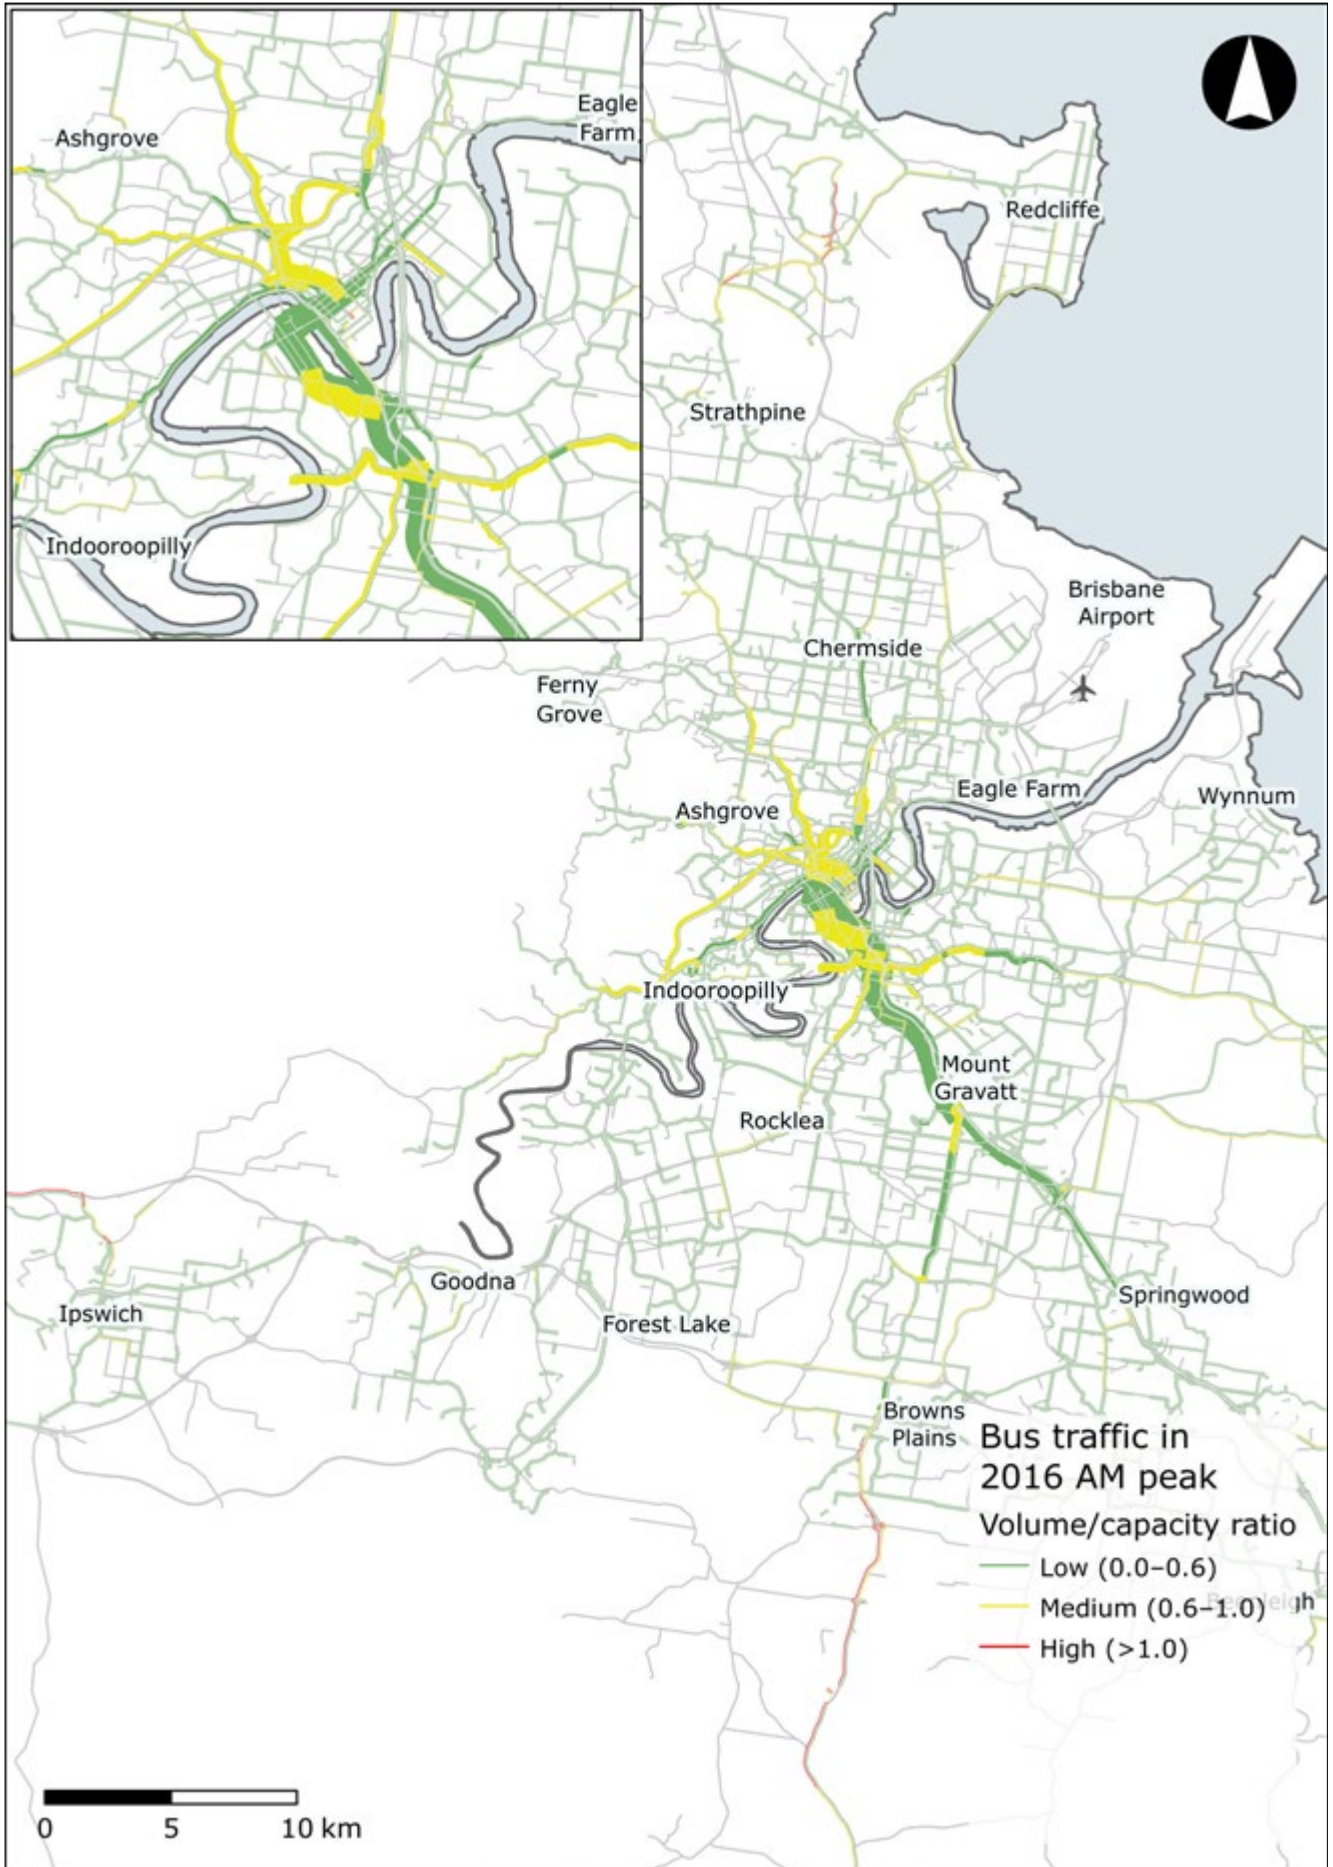 Eagle
Farm
Ashgrove
Indooroopilly
Redcliffe
Strathpine
Brisbane
Airport
Chermside
Ferny
Grove
Eagle Farm
Wynnum
Ashgrove
Indooroopilly
Mount
Gravatt
Rocklea
Goodna
Springwood
Ipswich
Forest Lake
Browns
Plains
Bus traffic in
2016 AM peak
Volume/capacity ratio
Low (0.0–0.6)
Beenleigh
Medium (0.6–1.0)
High (>1.0)
0 5 10 km